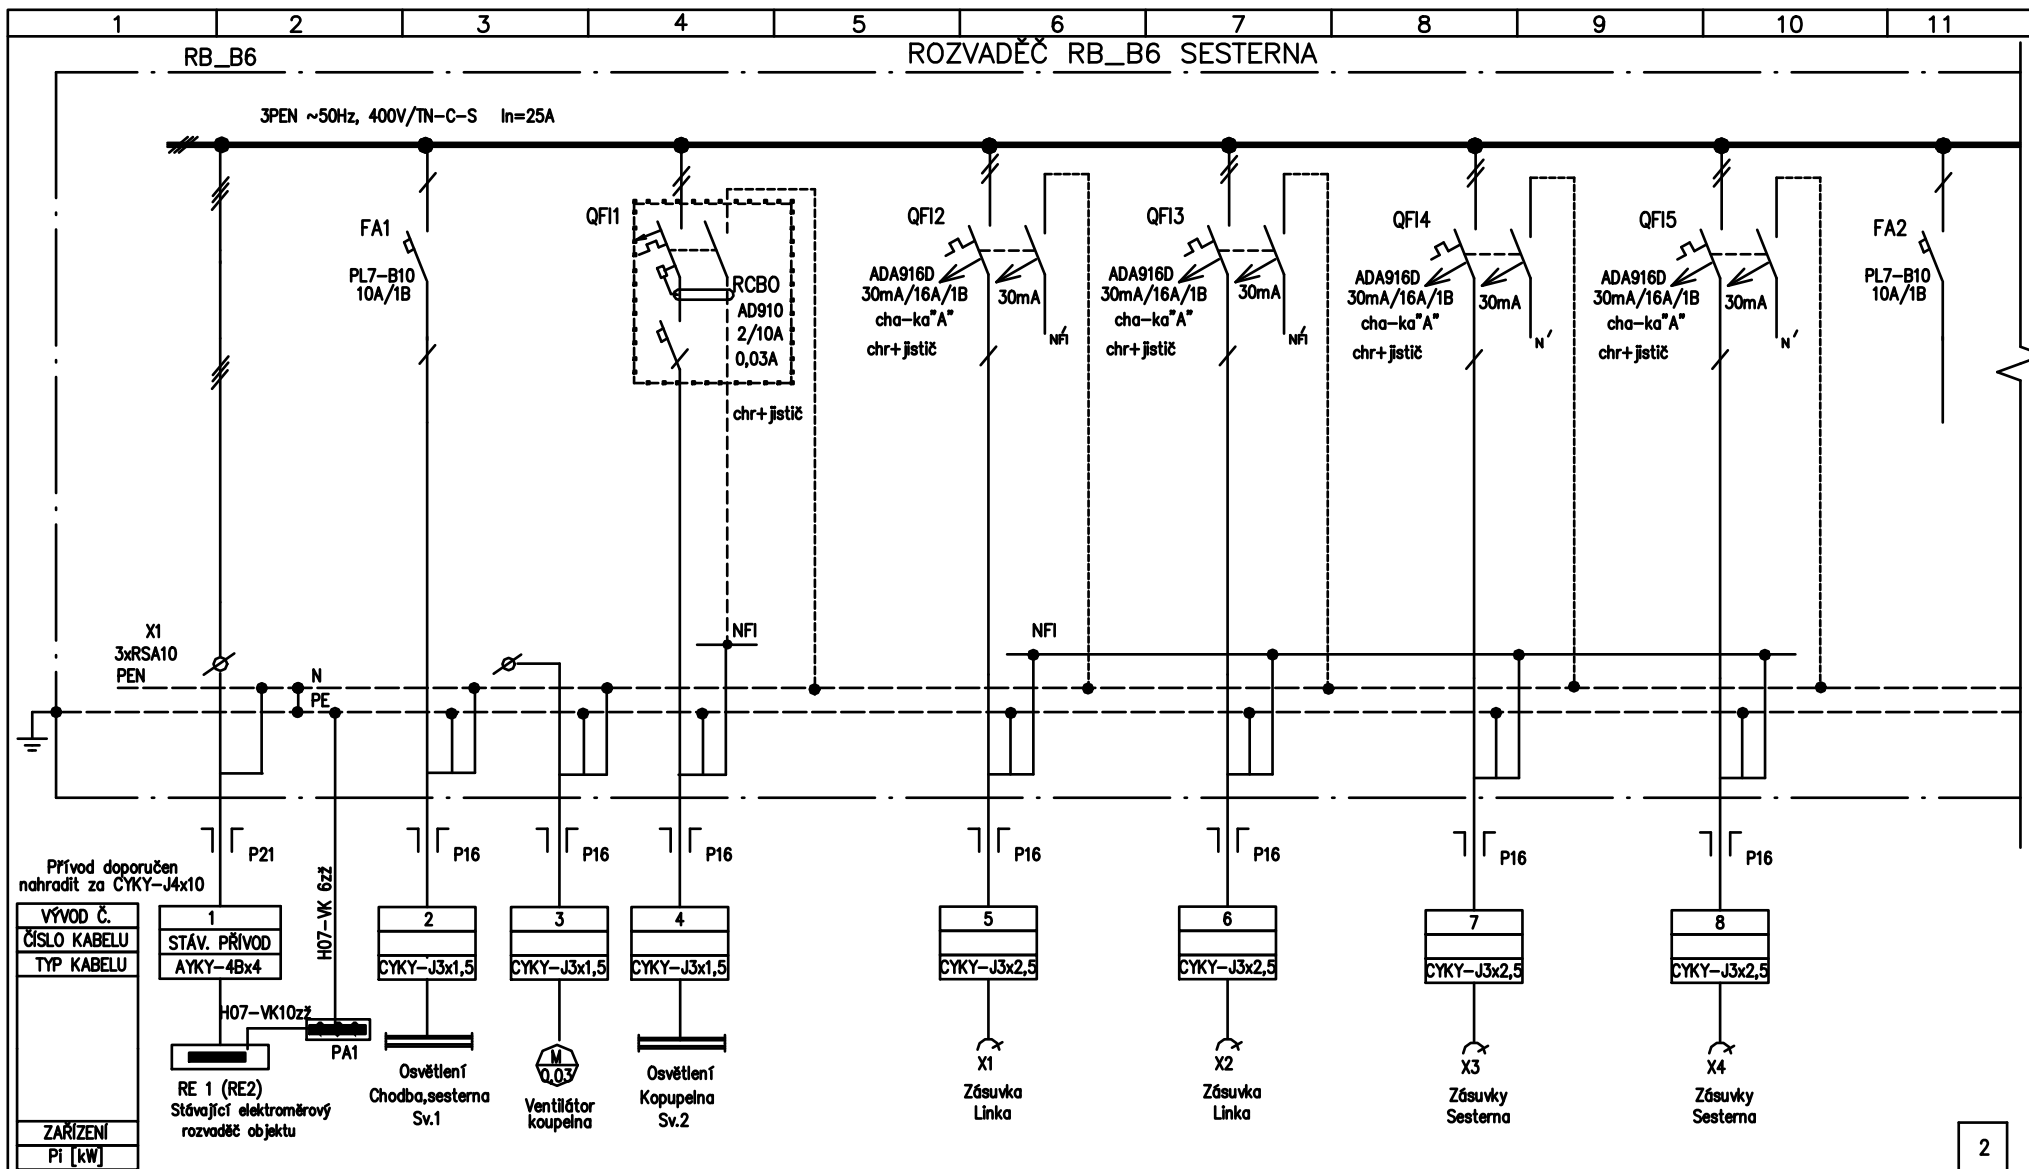 1 2 3 4 5 6 7 8 9 10 11
RB_B6
ROZVADĚČ RB_B6 SESTERNA
3PEN ~50Hz, 400V/TN-C-S In=25A
FA1
PL7-B10
10A/1B
QFI1
RCBO
AD910
2/10A
0,03A
chr+jistič
QFI2
ADA916D
30mA/16A/1B
cha-ka"A"
chr+jistič
30mA
NFI
QFI3
ADA916D
30mA/16A/1B
cha-ka"A"
chr+jistič
30mA
NFI
QFI4
ADA916D
30mA/16A/1B
cha-ka"A"
chr+jistič
30mA
N'
QFI5
ADA916D
30mA/16A/1B
cha-ka"A"
chr+jistič
30mA
N'
FA2
PL7-B10
10A/1B
X1
3xRSA10
PEN
N
PE
NFI
NFI
P21
P16
P16
P16
P16
P16
P16
P16
Přívod doporučen
nahradit za CYKY-J4x10
VÝVOD Č.
ČÍSLO KABELU
TYP KABELU
ZAŘÍZENÍ
Pi [kW]
1
STÁV. PŘÍVOD
AYKY-4Bx4
H07-VK 6zž
H07-VK10zž
PA1
RE 1 (RE2)
Stávající elektroměrový
rozvaděč objektu
2
CYKY-J3x1,5
Osvětlení
Chodba,sesterna
Sv.1
3
CYKY-J3x1,5
M
0,03
Ventilátor
koupelna
4
CYKY-J3x1,5
Osvětlení
Kopupelna
Sv.2
5
CYKY-J3x2,5
X1
Zásuvka
Linka
6
CYKY-J3x2,5
X2
Zásuvka
Linka
7
CYKY-J3x2,5
X3
Zásuvky
Sesterna
8
CYKY-J3x2,5
X4
Zásuvky
Sesterna
2